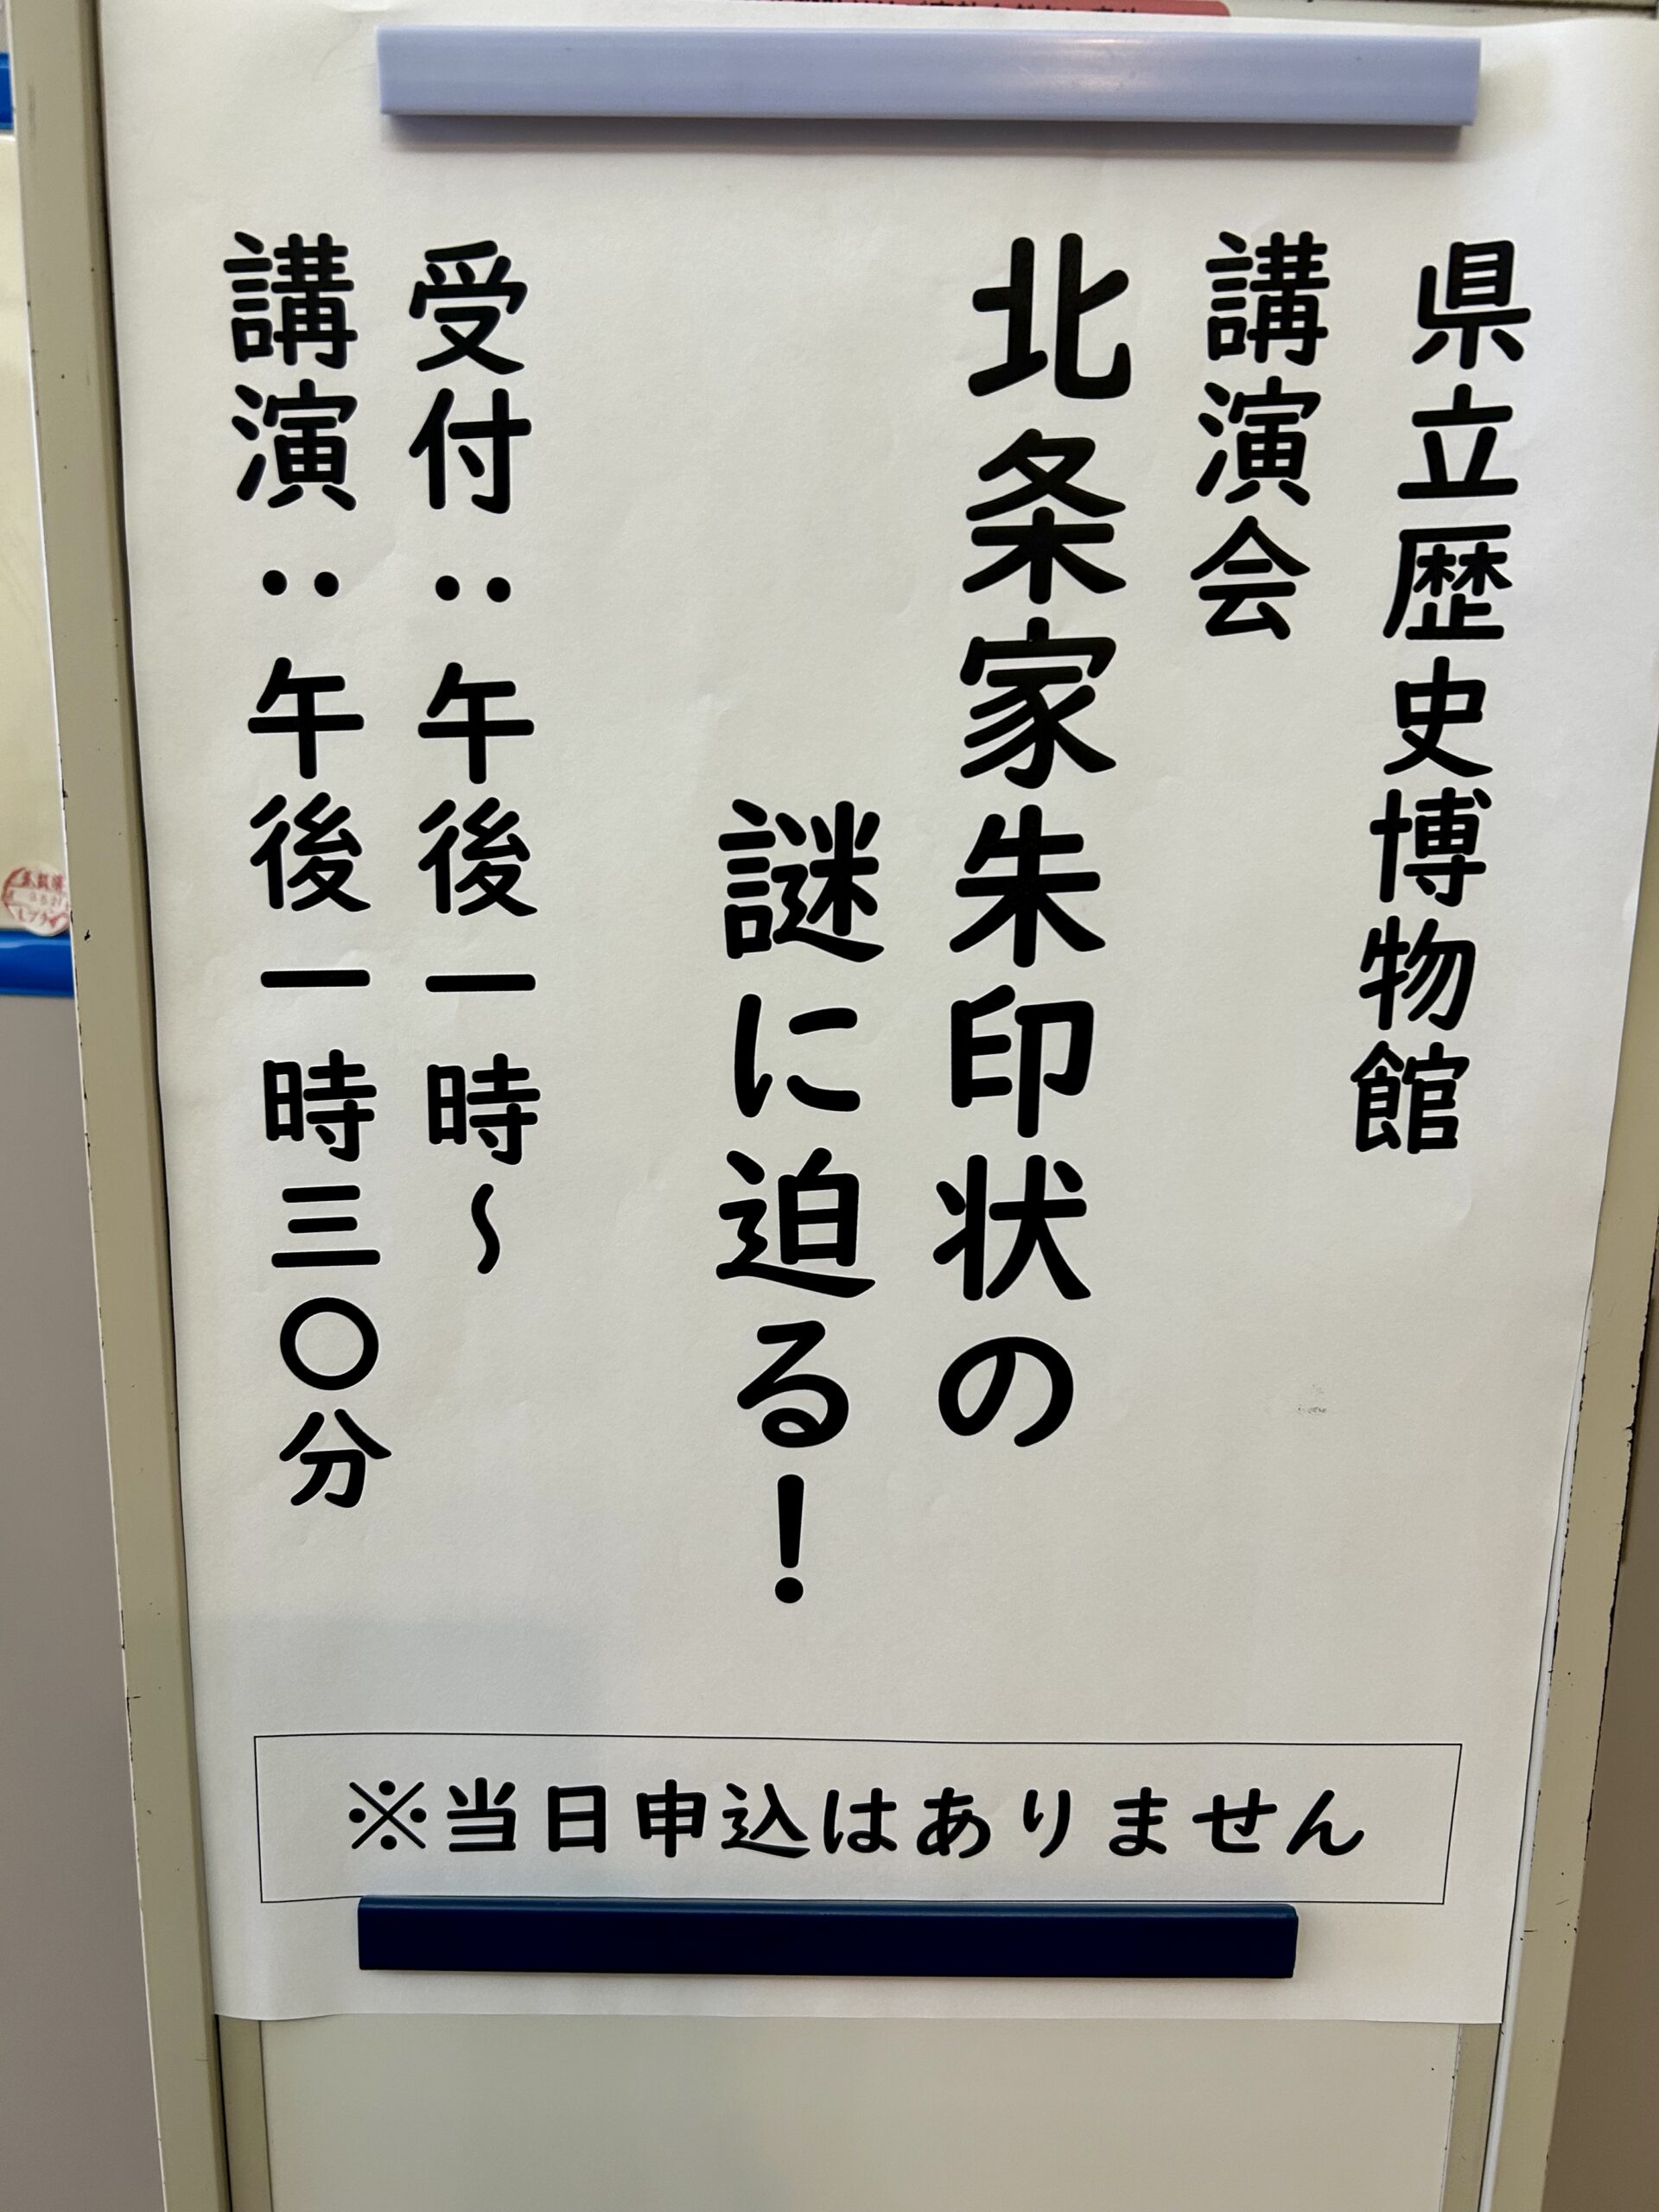 県立歴史博物館
講演会
北条家朱印状の
謎に迫る！
受付：午後一時～
講演：午後一時三〇分
※当日申込はありません